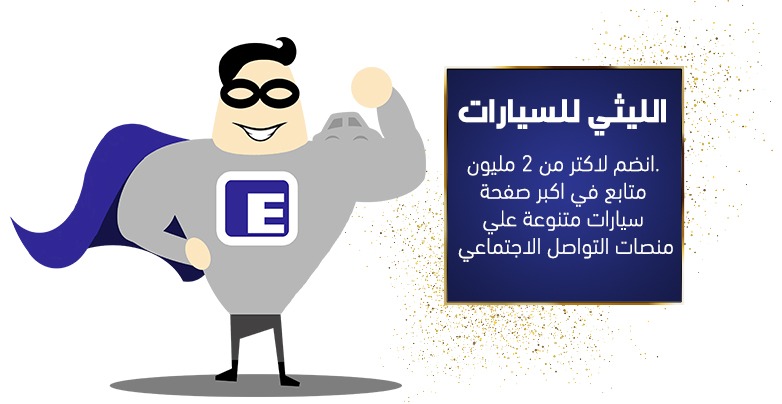 الليثي للسيارات
.انضم لاكتر من 2 مليون
متابع في اكبر صفحة
سيارات متنوعة علي
منصات التواصل الاجتماعي
E